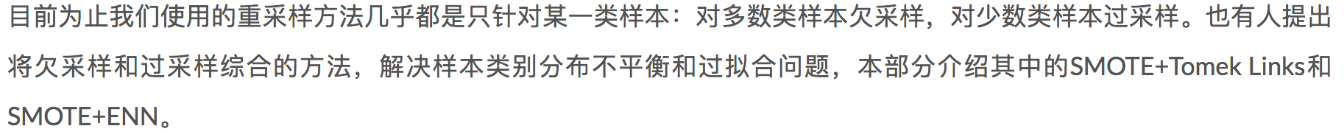 目前为止我们使用的重采样方法几乎都是只针对某一类样本：对多数类样本欠采样，对少数类样本过采样。也有人提出
将欠采样和过采样综合的方法，解决样本类别分布不平衡和过拟合问题，本部分介绍其中的SMOTE+Tomek Links和
SMOTE+ENN。